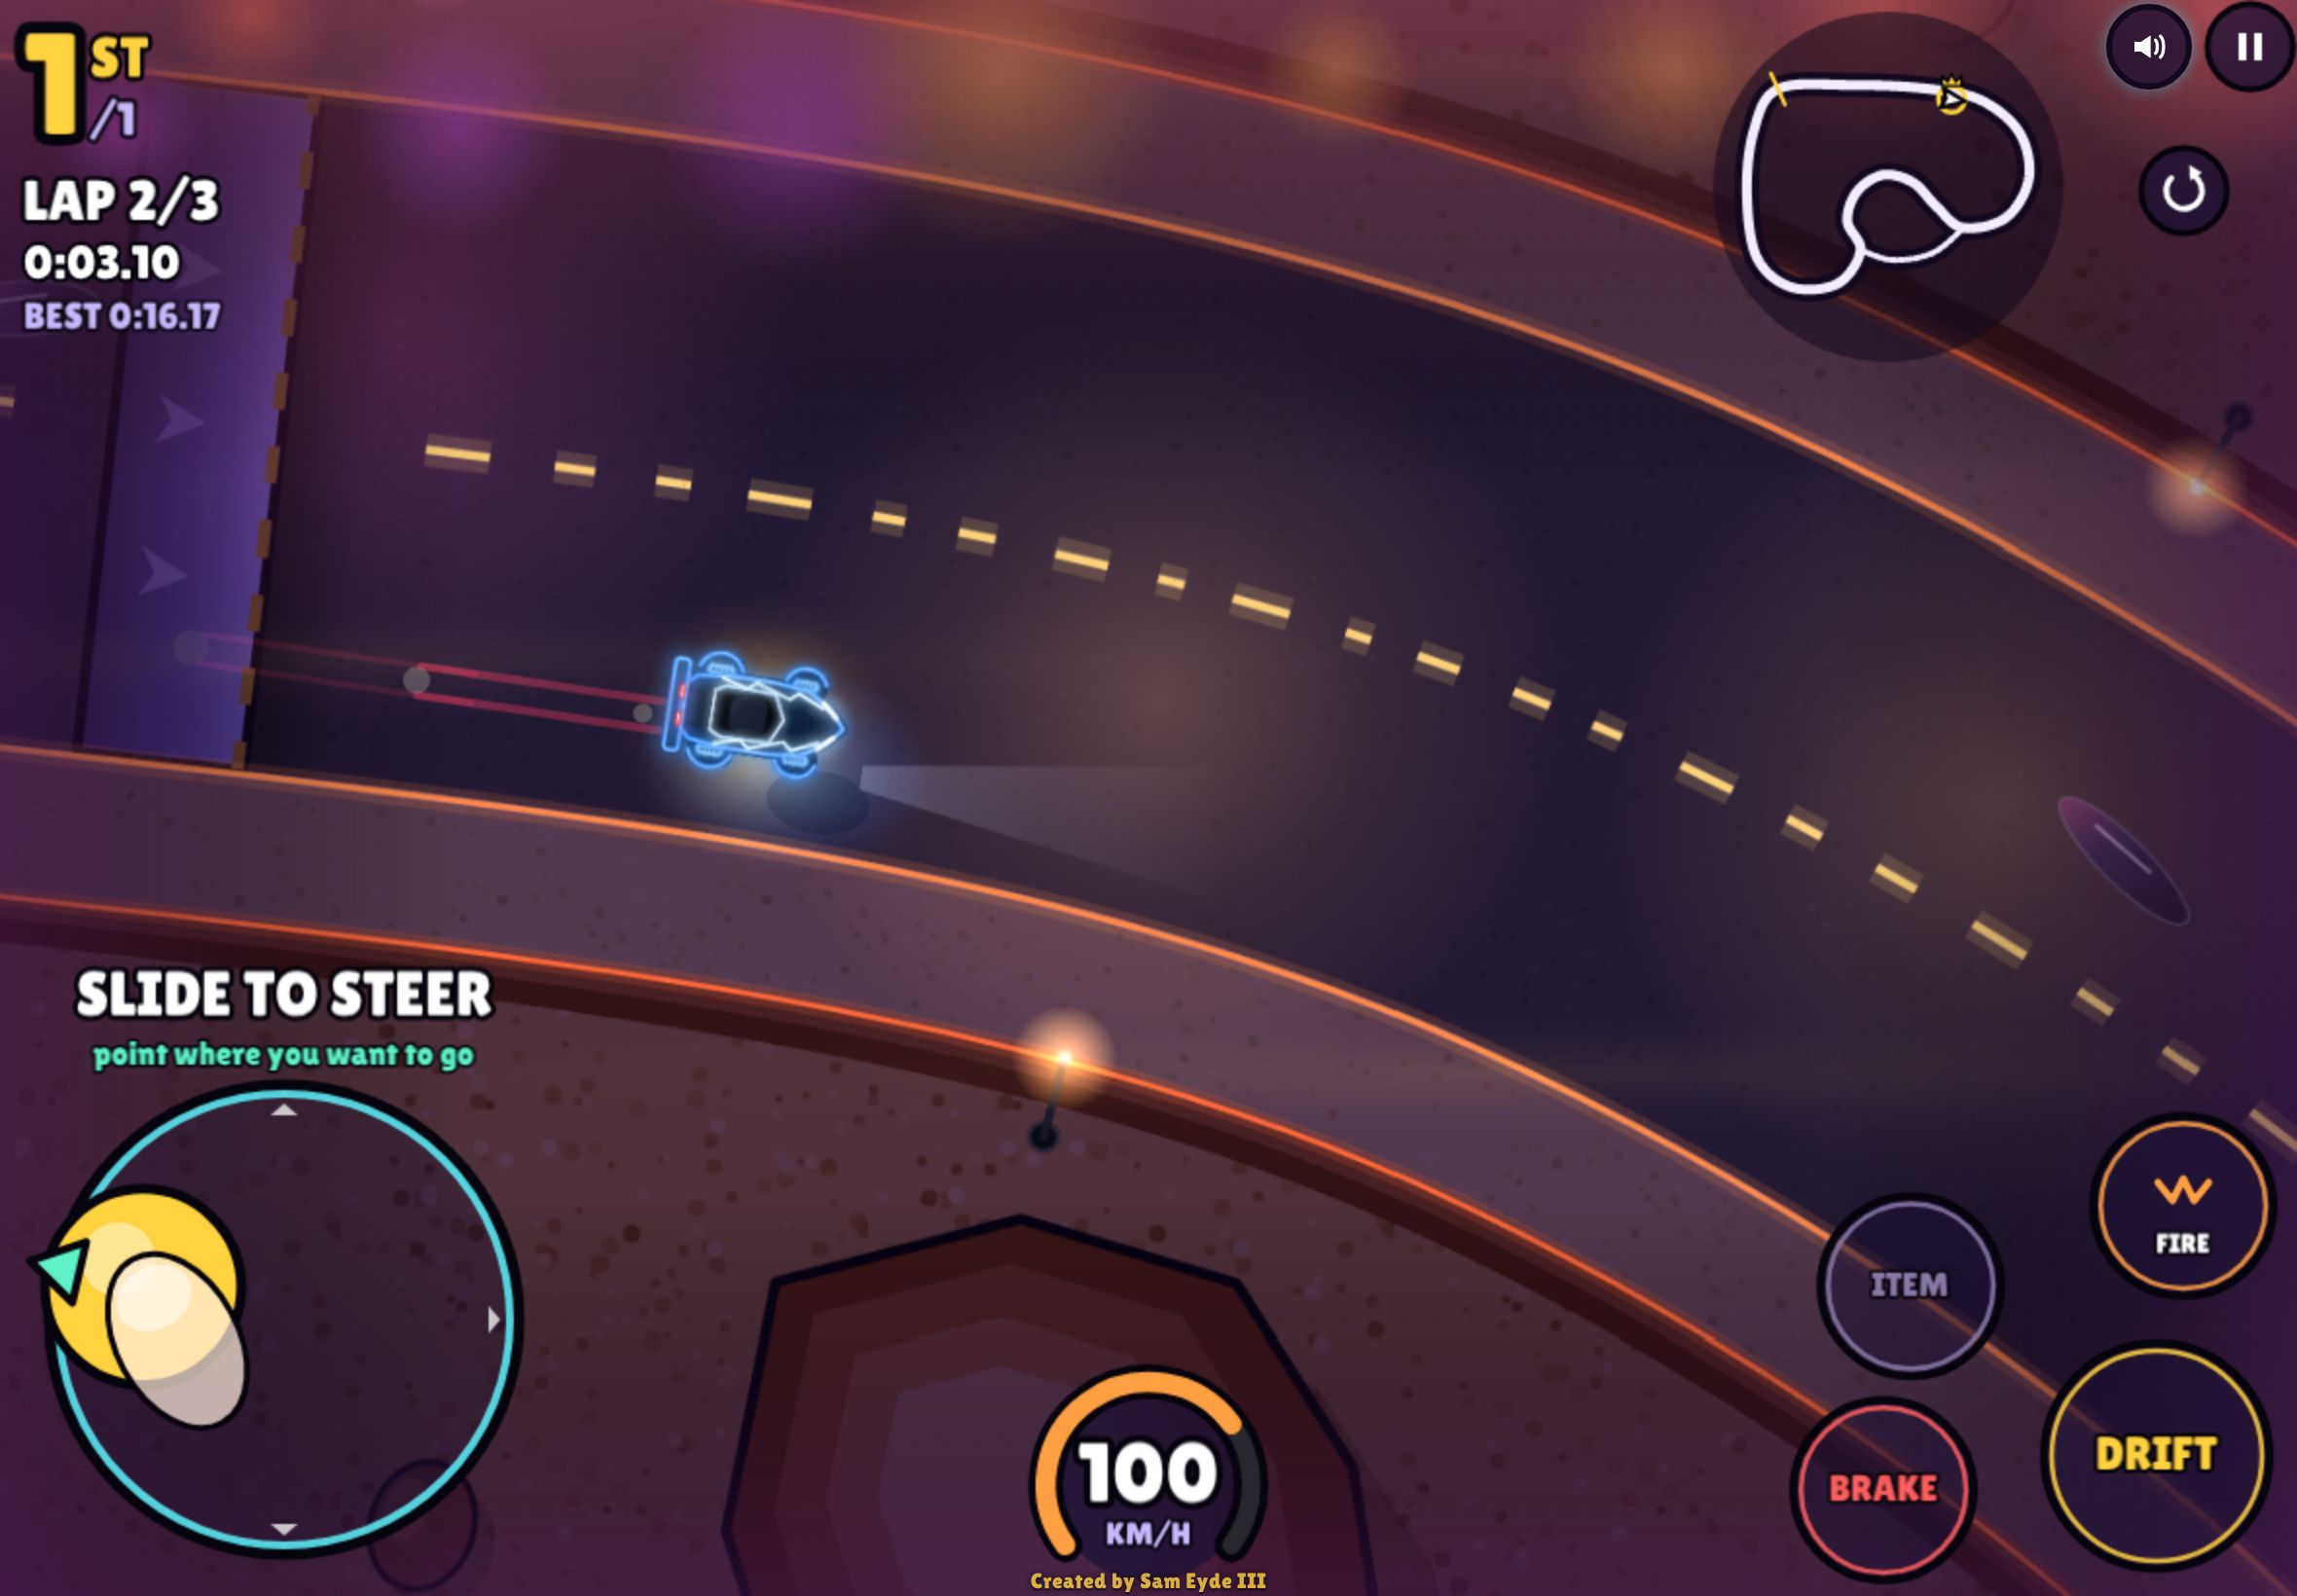 1ST
/1
LAP 2/3
0:03.10
BEST 0:16.17
SLIDE TO STEER
point where you want to go
FIRE
ITEM
DRIFT
BRAKE
100
KM/H
Created by Sam Eyde III